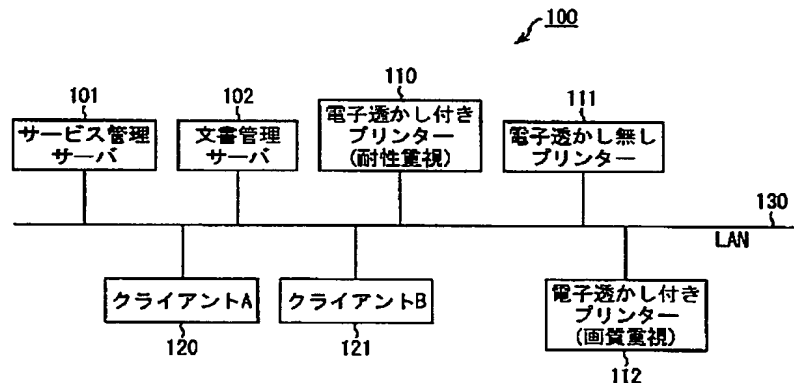 100
101
サービス管理
サーバ
102
文書管理
サーバ
110
電子透かし付き
プリンター
(耐性重視)
111
電子透かし無し
プリンター
130
LAN
クライアントA
120
クライアントB
121
電子透かし付き
プリンター
(画質重視)
112